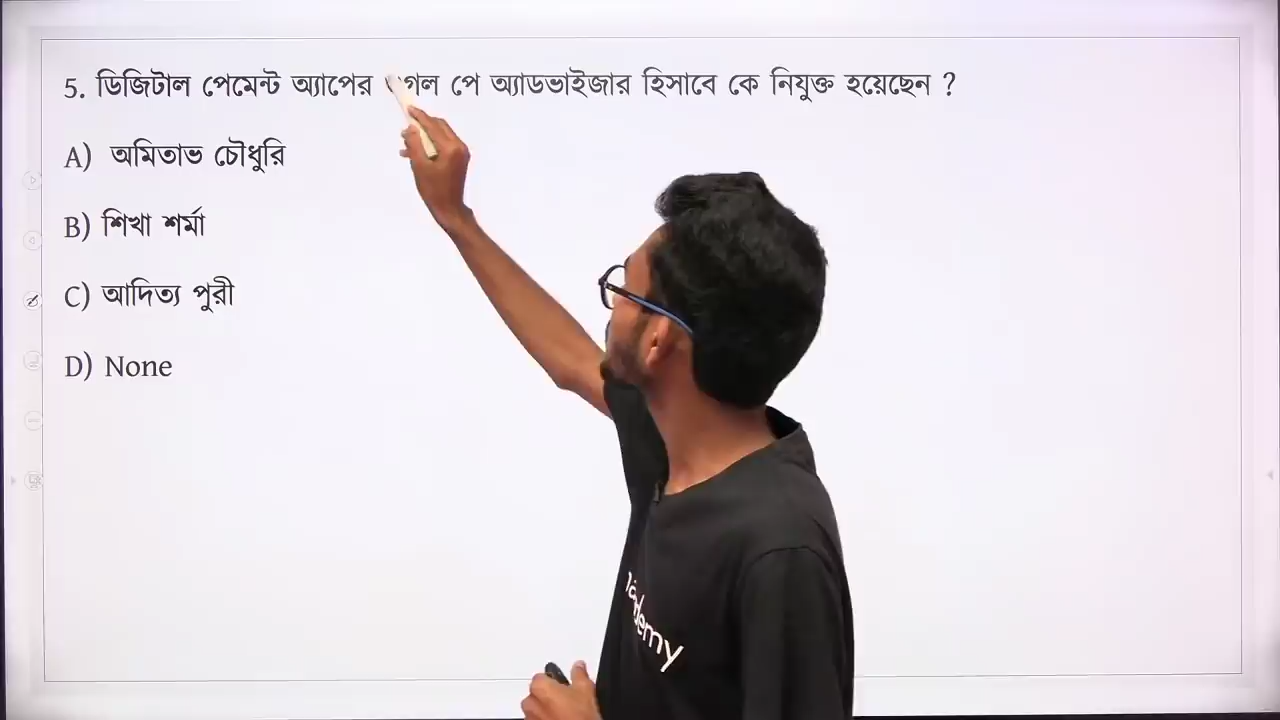 5. ডিজিটাল পেমেন্ট অ্যাপের পে অ্যাডভাইজার হিসাবে কে নিযুক্ত হয়েছেন ?
A) অমিতাভ চৌধুরি
B) শিখা শর্মা
C) আদিত্য পুরী
D) None